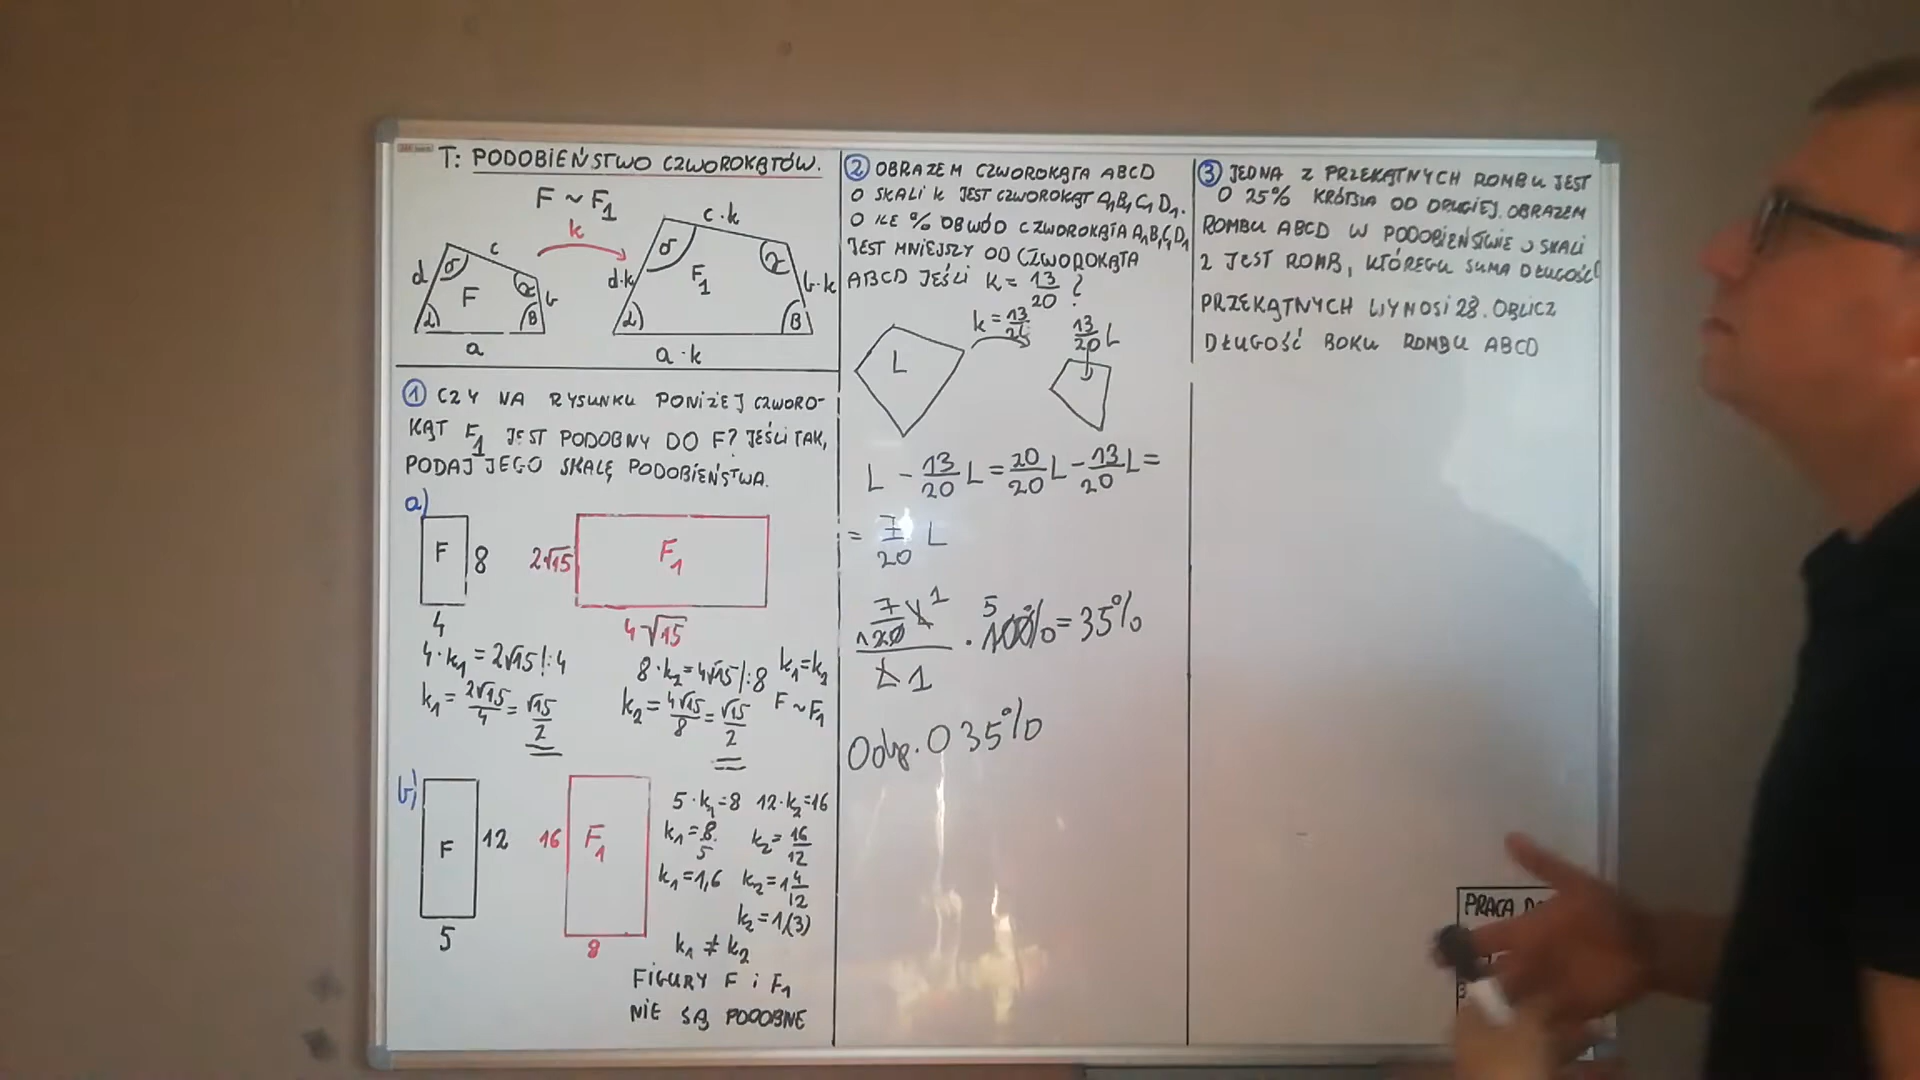 T: PODOBIEŃSTWO CZWOROKĄTÓW.
F ~ F₁
k
d
c
b
a
F
α
β
γ
δ
d·k
c·k
b·k
a·k
F₁
α
β
γ
δ
① CZY NA RYSUNKU PONIŻEJ CZWORO-
KĄT F₁ JEST PODOBNY DO F? JEŚLI TAK,
PODAJ JEGO SKALĘ PODOBIEŃSTWA.
a)
F
8
4
2√15
F₁
4√15
4·k₁ = 2√15 /:4
k₁ = 2√15/4 = √15/2
8·k₂ = 4√15 /:8
k₂ = 4√15/8 = √15/2
k₁ = k₂
F ~ F₁
b)
F
12
5
16
F₁
8
5·k₁ = 8
k₁ = 8/5
k₁ = 1,6
12·k₂ = 16
k₂ = 16/12
k₂ = 1 4/12
k₂ = 1,(3)
k₁ ≠ k₂
FIGURY F i F₁
NIE SĄ PODOBNE
② OBRAZEM CZWOROKĄTA ABCD
O SKALI k JEST CZWOROKĄT A₁B₁C₁D₁.
O ILE % OBWÓD CZWOROKĄTA A₁B₁C₁D₁
JEST MNIEJSZY OD CZWOROKĄTA
ABCD JEŚLI k = 13/20 ?
L
k = 13/20
13/20 L
L - 13/20 L = 20/20 L - 13/20 L =
= 7/20 L
7/20 L / L · 100% = 35%
Odp. O 35%
③ JEDNA Z PRZEKĄTNYCH ROMBU JEST
O 25% KRÓTSZA OD DRUGIEJ. OBRAZEM
ROMBU ABCD W PODOBIEŃSTWIE O SKALI
2 JEST ROMB, KTÓREGO SUMA DŁUGOŚCI
PRZEKĄTNYCH WYNOSI 28. OBLICZ
DŁUGOŚĆ BOKU ROMBU ABCD
PRACA